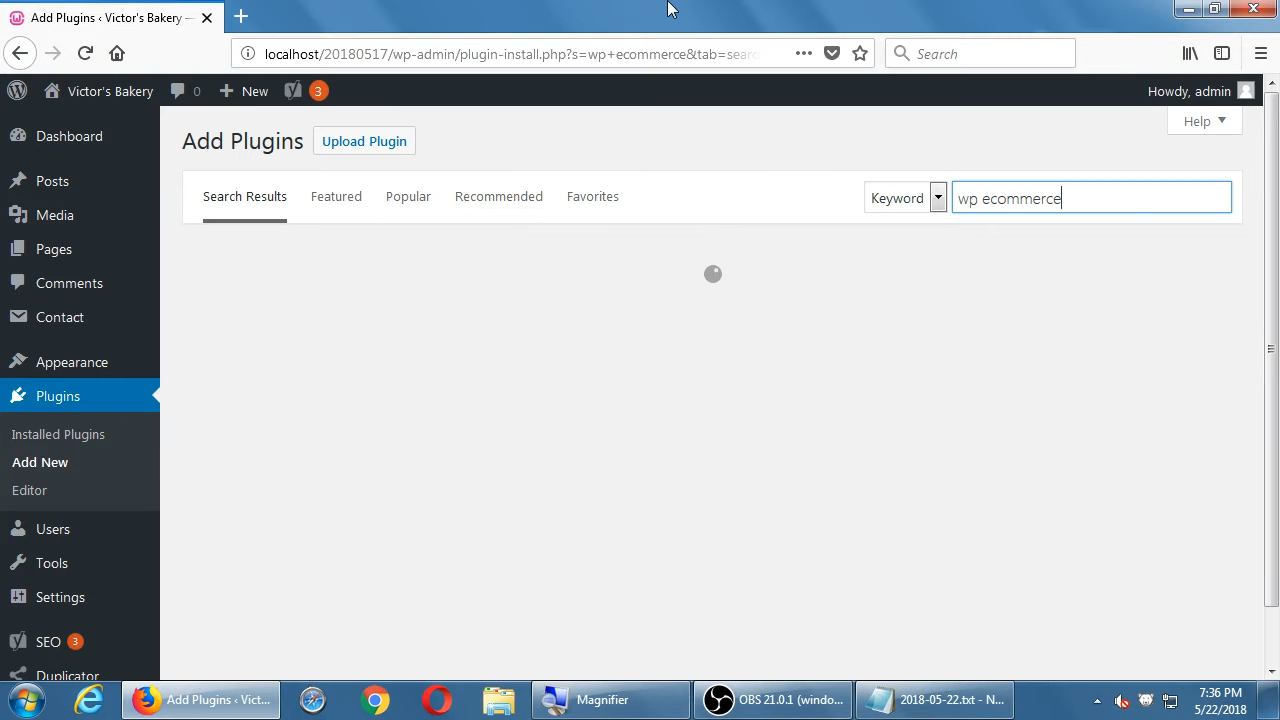 Add Plugins ‹ Victor's Bakery —
localhost/20180517/wp-admin/plugin-install.php?s=wp+ecommerce&tab=searc
Search
Victor's Bakery
0
New
3
Howdy, admin
Help
Dashboard
Posts
Media
Pages
Comments
Contact
Appearance
Plugins
Installed Plugins
Add New
Editor
Users
Tools
Settings
SEO 3
Duplicator
Add Plugins
Upload Plugin
Search Results
Featured
Popular
Recommended
Favorites
Keyword
wp ecommerce
Add Plugins ‹ Vict...
Magnifier
OBS 21.0.1 (windo...
2018-05-22.txt - N...
7:36 PM
5/22/2018